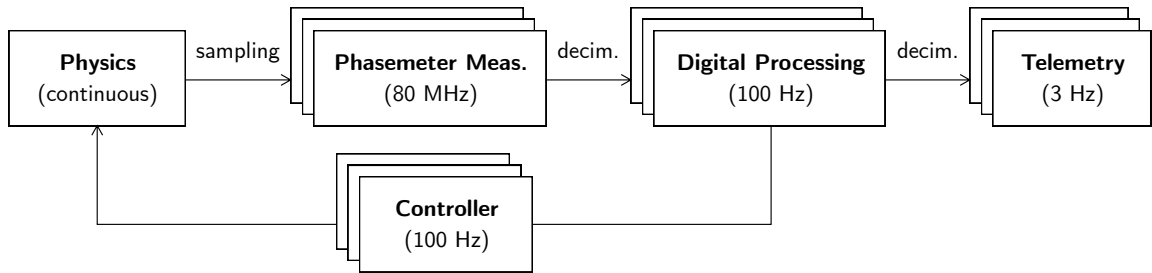 Physics
(continuous)
sampling
Phasemeter Meas.
(80 MHz)
decim.
Digital Processing
(100 Hz)
decim.
Telemetry
(3 Hz)
Controller
(100 Hz)